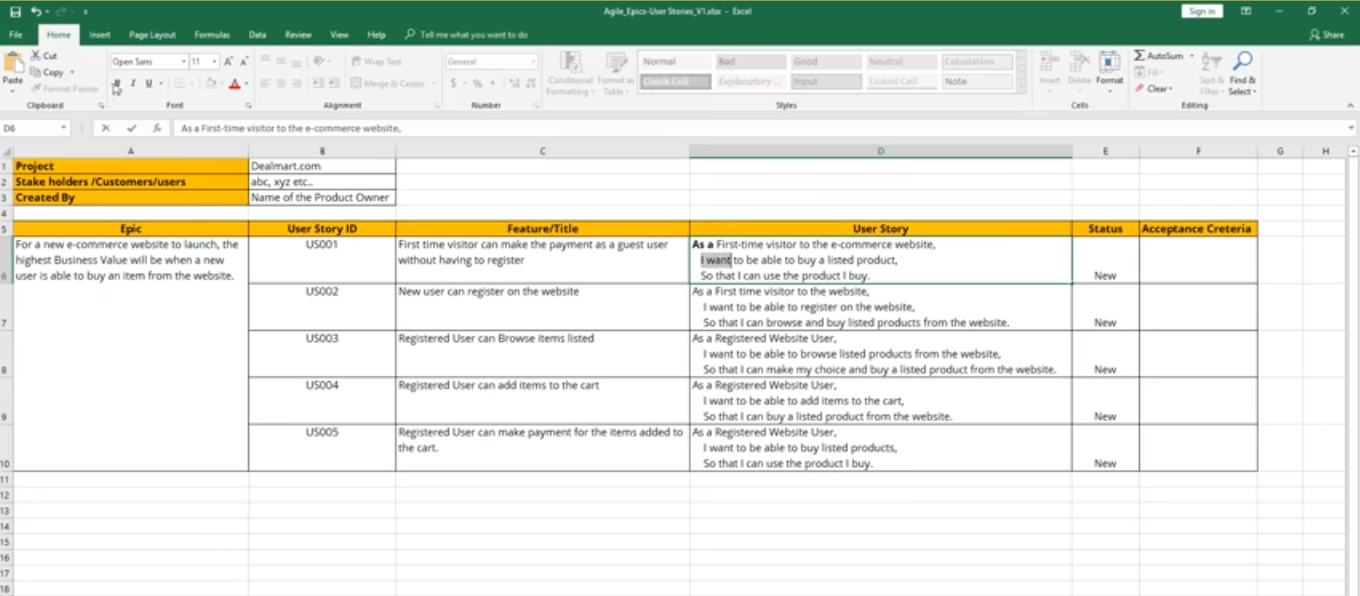 Agile_Epics-User Stories_V1.xlsx - Excel
Sign in
File Home Insert Page Layout Formulas Data Review View Help Tell me what you want to do
Share
Cut
Copy
Format Painter
Paste
Clipboard
Open Sans 11
B I U
Font
Wrap Text
Merge & Center
Alignment
General
$ % ,
Number
Conditional Formatting
Format as Table
Normal Bad Good Neutral Calculation
Check Cell Explanatory ... Input Linked Cell Note
Styles
Insert Delete Format
Cells
AutoSum
Fill
Clear
Sort & Filter
Find & Select
Editing
D6 As a First-time visitor to the e-commerce website,
A B C D E F G H
1 Project Dealmart.com
2 Stake holders /Customers/users abc, xyz etc..
3 Created By Name of the Product Owner
4
5 Epic User Story ID Feature/Title User Story Status Acceptance Creteria
For a new e-commerce website to launch, the US001 First time visitor can make the payment as a guest user As a First-time visitor to the e-commerce website,
highest Business Value will be when a new without having to register I want to be able to buy a listed product,
6 user is able to buy an item from the website. So that I can use the product I buy. New
US002 New user can register on the website As a First time visitor to the website,
I want to be able to register on the website,
7 So that I can browse and buy listed products from the website. New
US003 Registered User can Browse items listed As a Registered Website User,
I want to be able to browse listed products from the website,
8 So that I can make my choice and buy a listed product from the website. New
US004 Registered User can add items to the cart As a Registered Website User,
I want to be able to add items to the cart,
9 So that I can buy a listed product from the website. New
US005 Registered User can make payment for the items added to As a Registered Website User,
the cart. I want to be able to buy listed products,
10 So that I can use the product I buy. New
11
12
13
14
15
16
17
18